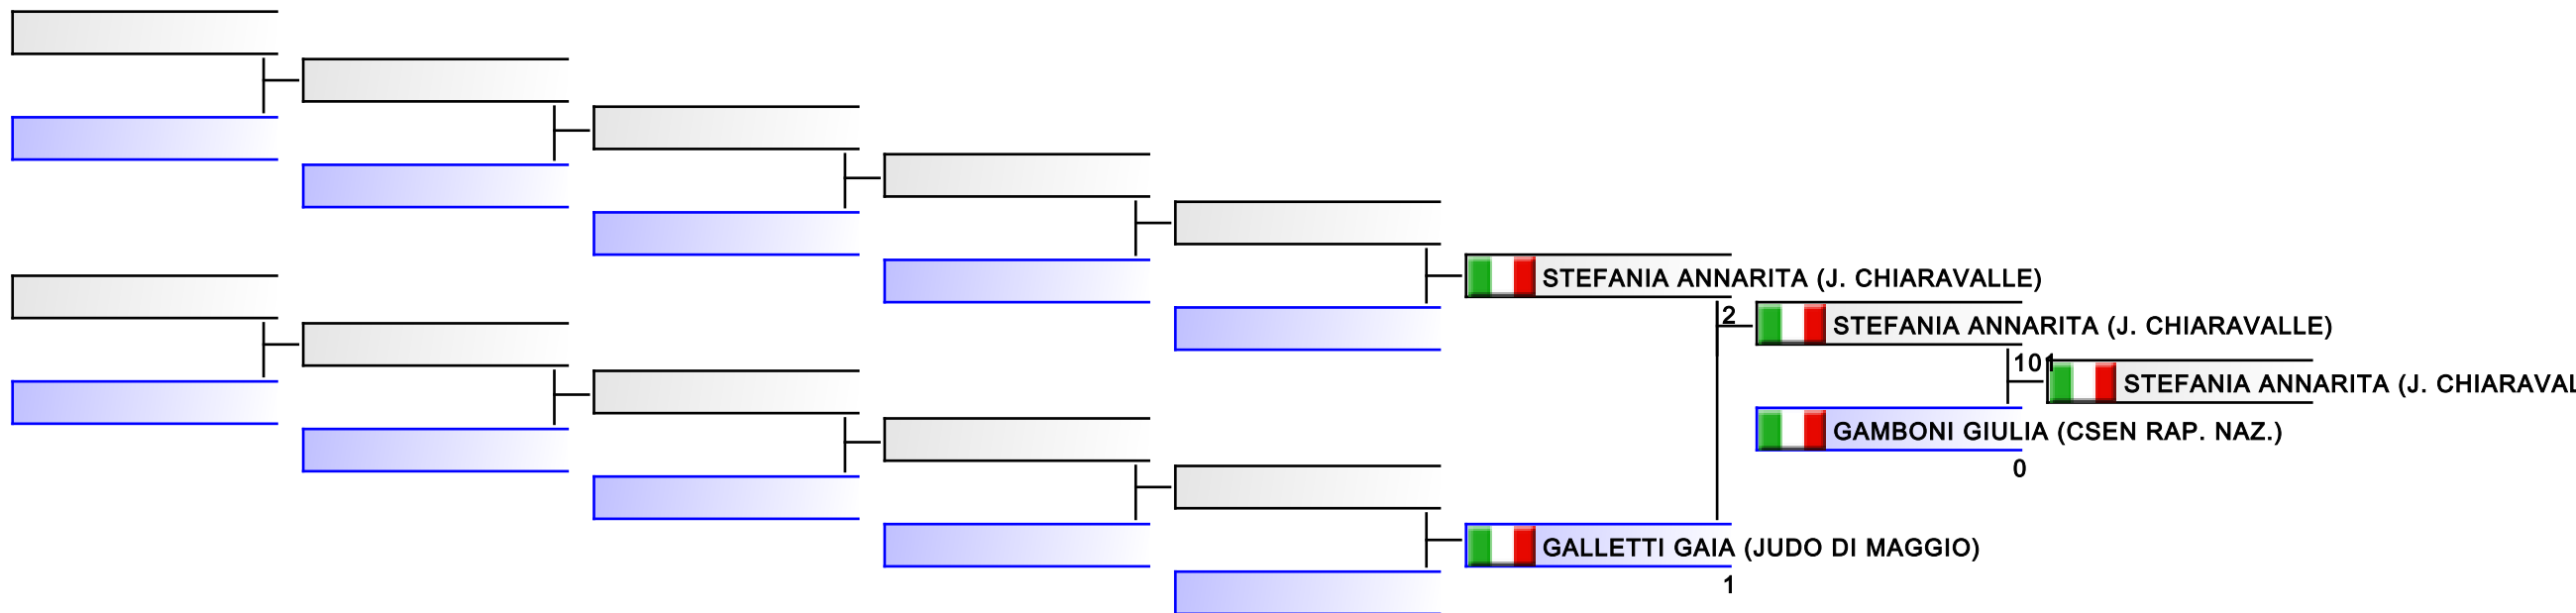 STEFANIA ANNARITA (J. CHIARAVALLE)
2
STEFANIA ANNARITA (J. CHIARAVALLE)
101
STEFANIA ANNARITA (J. CHIARAVAL
GAMBONI GIULIA (CSEN RAP. NAZ.)
0
GALLETTI GAIA (JUDO DI MAGGIO)
1